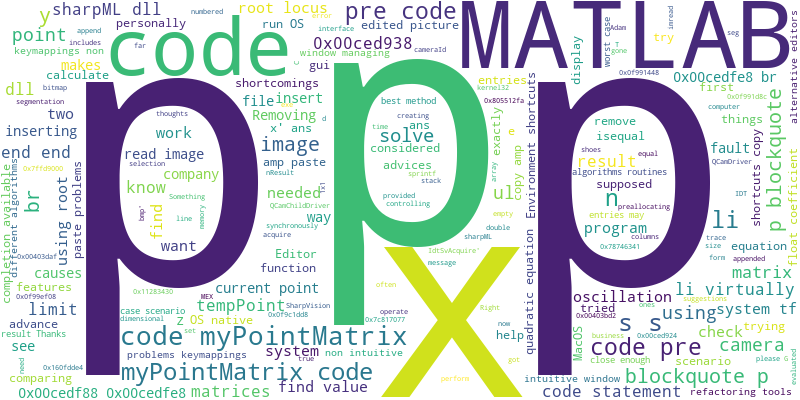 sharpML dll
root locus
pre code
MATLAB
y
personally
numbered
run OS
edited picture
point
keymappings non
append
includes
far
code
interface
0x00ced938
cameraId
try
display
worst case
Adam
imread
seg
alternative editors
makes
window managing
gui
entries
kernel32
0x0f991448
0x00cedfe8 br
calculate
dll
segmentation
bitmap
shortcomings
file
insert
Removing
best method
creating
0x805512fa
first
computer
things
two
thoughts
x' ans
time
ans
remove
inserting
work
image
solve
considered
exactly
isequal
fault
shortcuts copy
p blockquote
end end
read image
amp paste
advices
shoes
equal
result
algorithms routines
QCamDriver
0x7ffd9000
selection
company
nResult
sprintf
stack
copy amp
Environment shortcuts
supposed
IDT
know
Something
needed
QCamChildDriver
provided
controlling
array
ul
n
preallocating
br
using root
paste problems
different algorithms
completion available
find
bmp'
line
memory
way
synchronously
acquire
empty
double
sharpML
entries may
program
columns
li
trace
size
equation
float coefficient
want
Editor
function
IdtSvAcquire'
message
0x78746341
form
appended
0x00403daf
causes
features
0x0f99ef08
0x11283430
MEX
current point
often
Right
matrix
li virtually
limit
case scenario
dimensional
tempPoint
SharpVision
0x0f9c1dd8
0x7c817077
oscillation
0x00403bd2
ones
suggestions
advance
Z
OS native
set
operate
quadratic equation
tried
s s
using
system tf
result Thanks
code myPointMatrix
now
help
MacOS
business
0x00ced924
check
trying
see
problems keymappings
system
true
non intuitive
code pre
camera
need
0x160fdde4
myPointMatrix code
got
close enough
scenario
please
evaluated
comparing
find value
perform
intuitive window
blockquote p
0x00cedf88
0x00cedfe8
matrices
code statement
refactoring tools
p
p
p
x